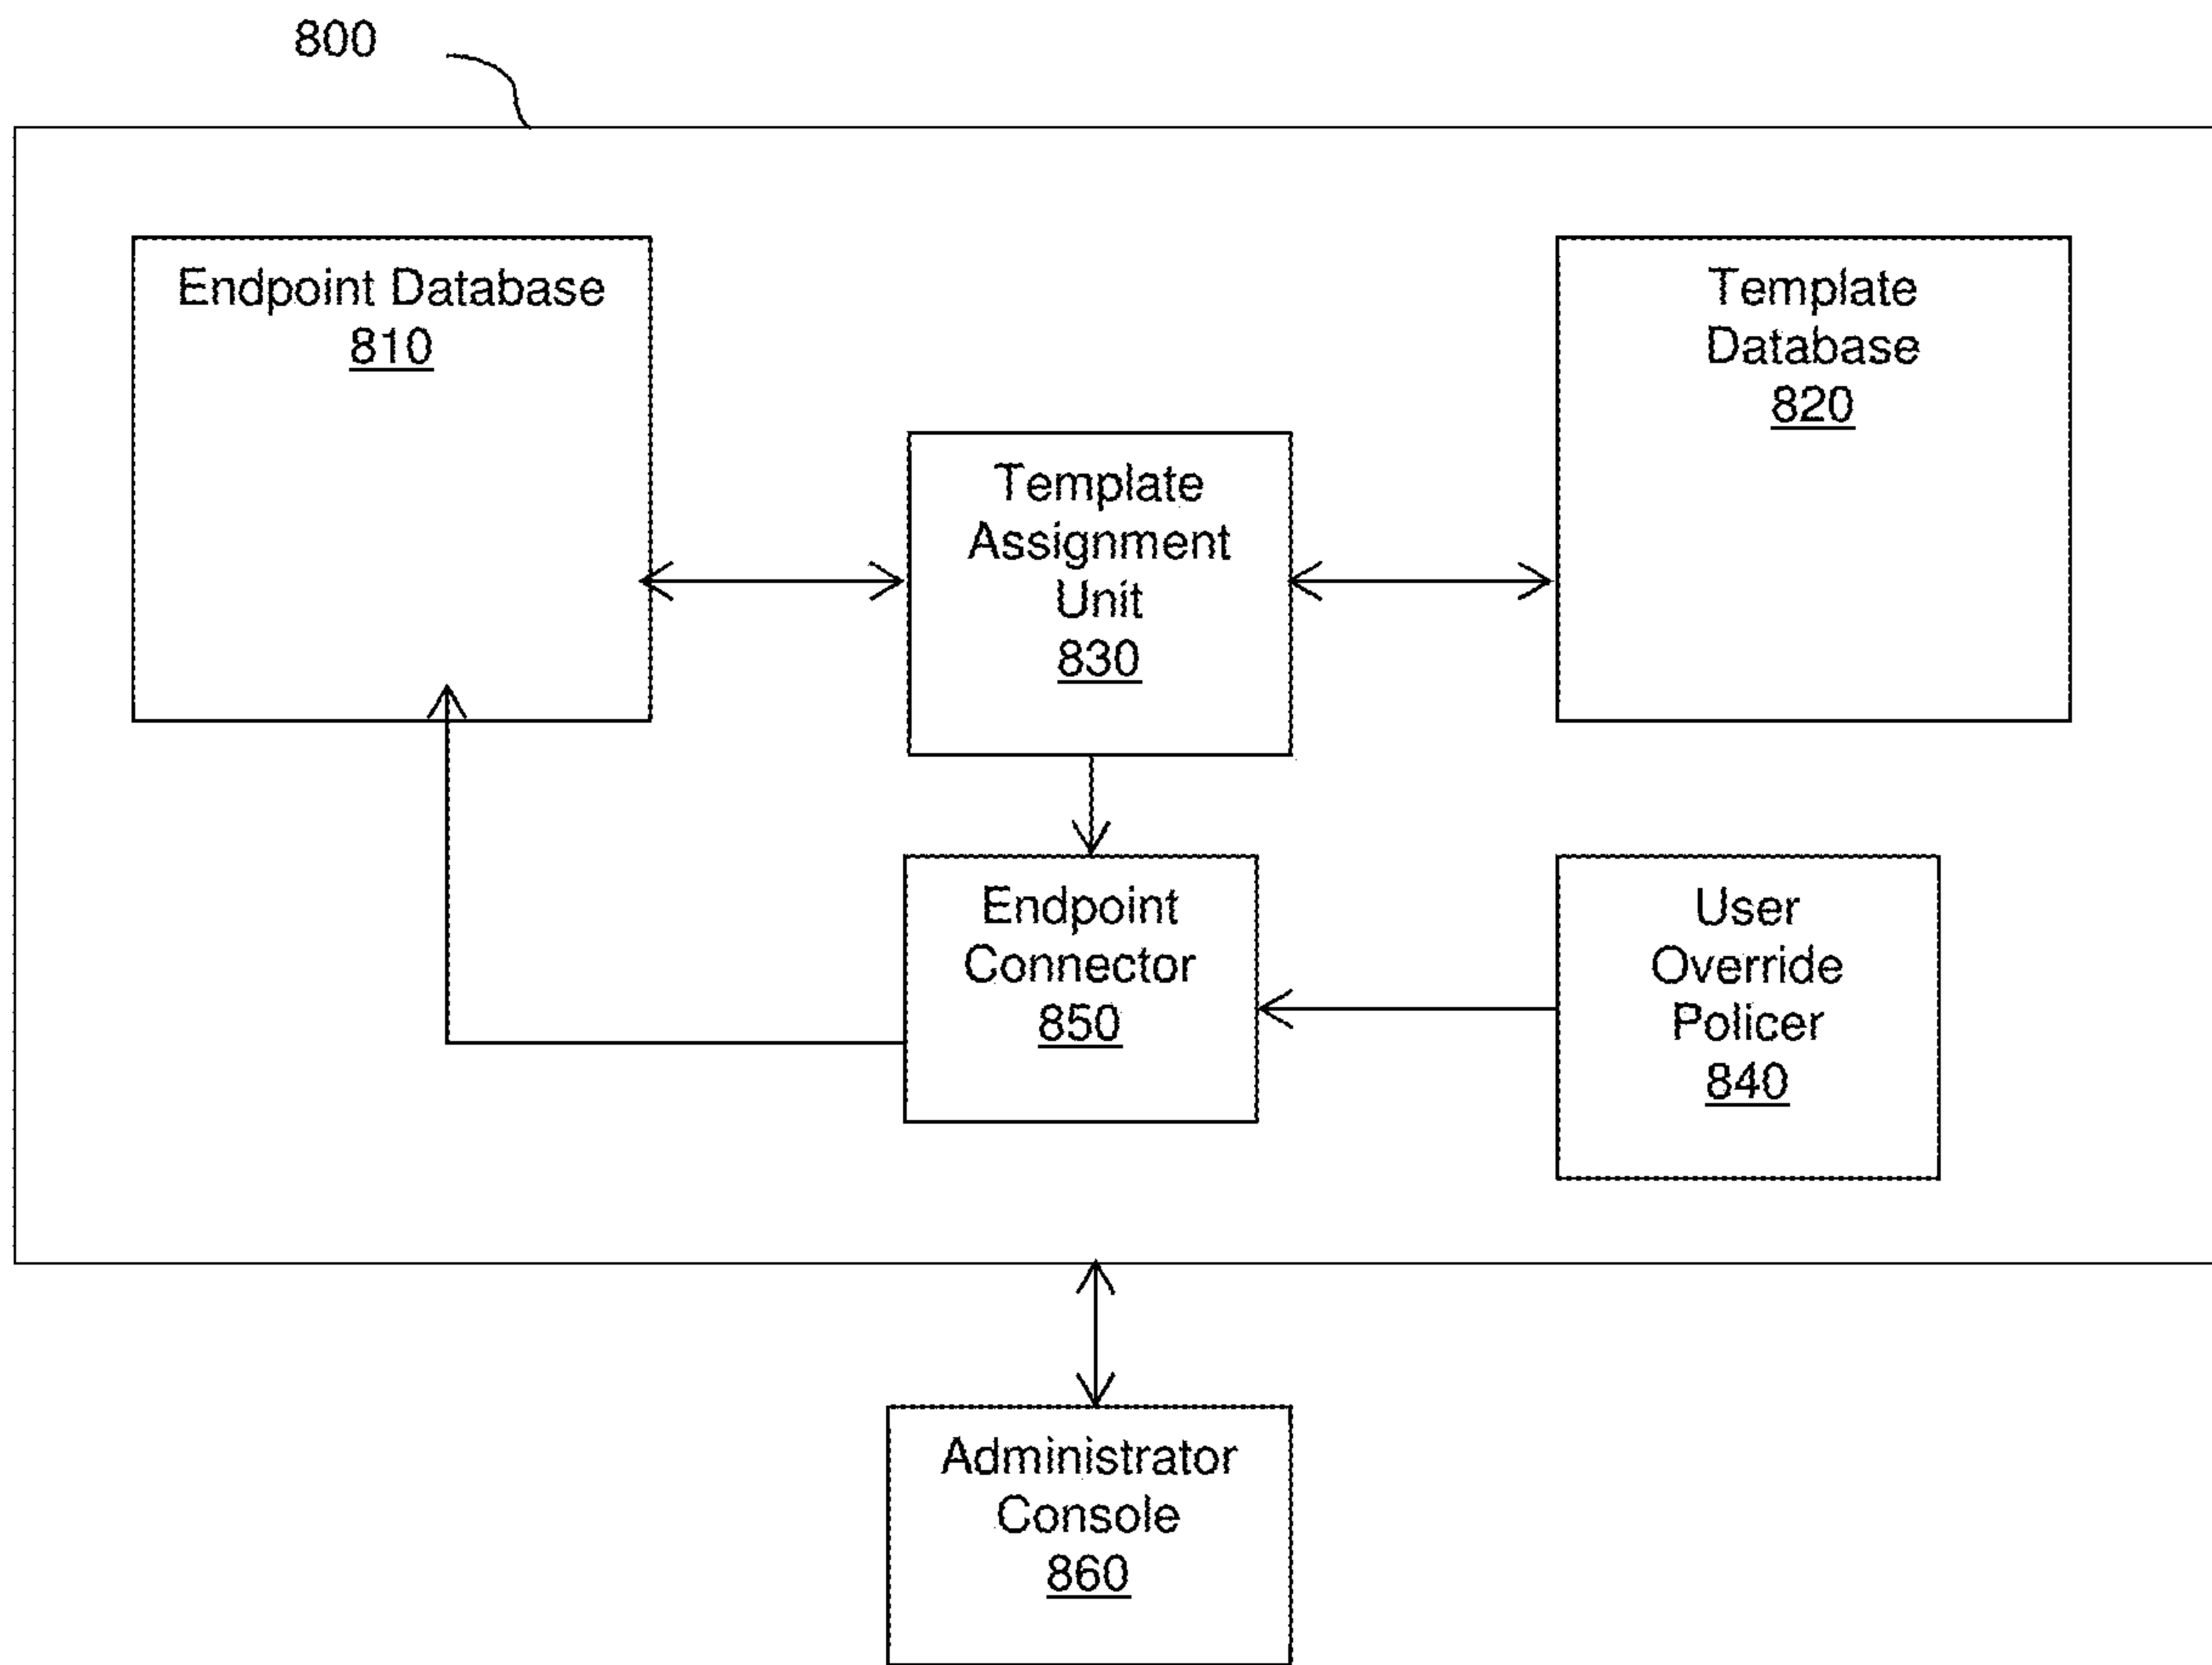 800
Endpoint Database
810
Template
Database
820
Template
Assignment
Unit
830
Endpoint
Connector
850
User
Override
Policer
840
Administrator
Console
860